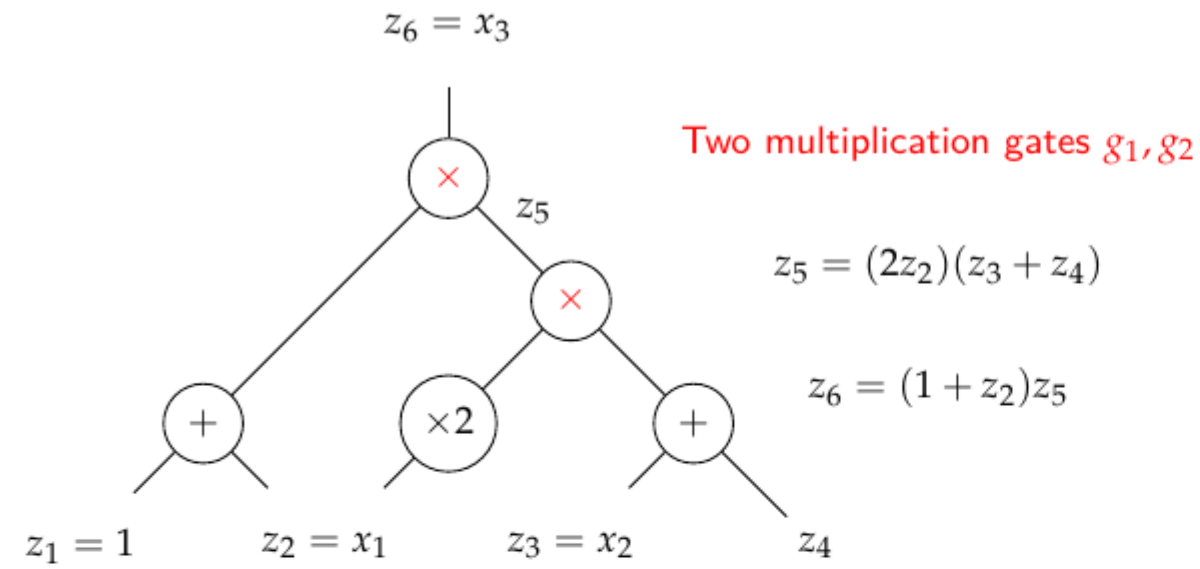 z₆ = x₃
Two multiplication gates g₁, g₂
×
z₅
z₅ = (2z₂)(z₃ + z₄)
×
z₆ = (1 + z₂)z₅
+
×2
+
z₁ = 1
z₂ = x₁
z₃ = x₂
z₄